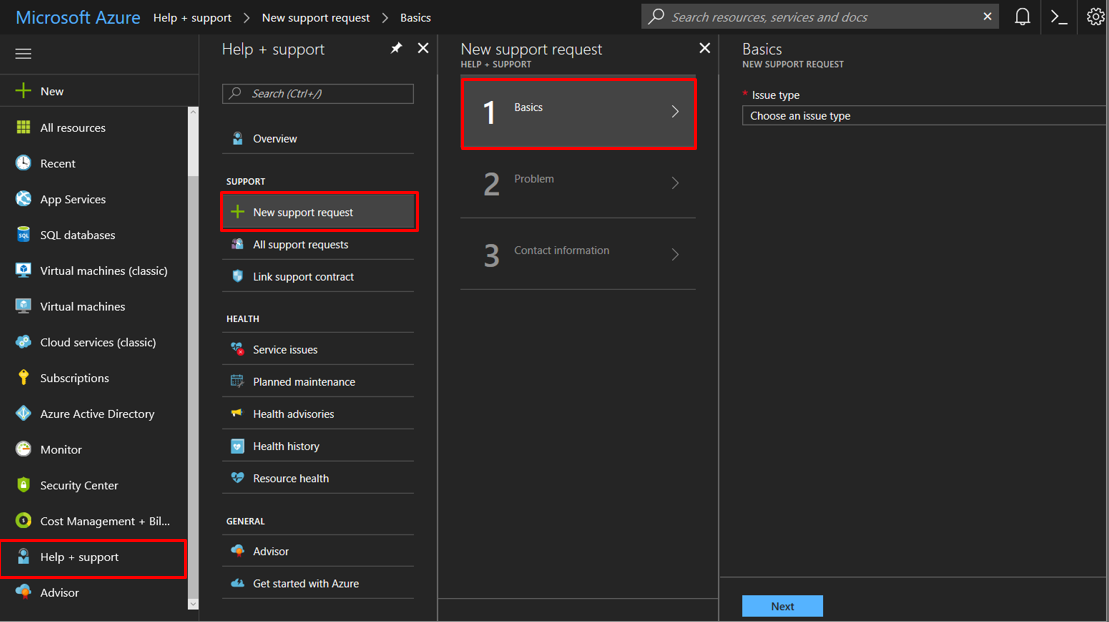 Microsoft Azure Help + support > New support request > Basics
Search resources, services and docs
New
All resources
Recent
App Services
SQL databases
Virtual machines (classic)
Virtual machines
Cloud services (classic)
Subscriptions
Azure Active Directory
Monitor
Security Center
Cost Management + Bil...
Help + support
Advisor
Help + support
Search (Ctrl+/)
Overview
SUPPORT
New support request
All support requests
Link support contract
HEALTH
Service issues
Planned maintenance
Health advisories
Health history
Resource health
GENERAL
Advisor
Get started with Azure
New support request
HELP + SUPPORT
1 Basics
2 Problem
3 Contact information
Basics
NEW SUPPORT REQUEST
* Issue type
Choose an issue type
Next